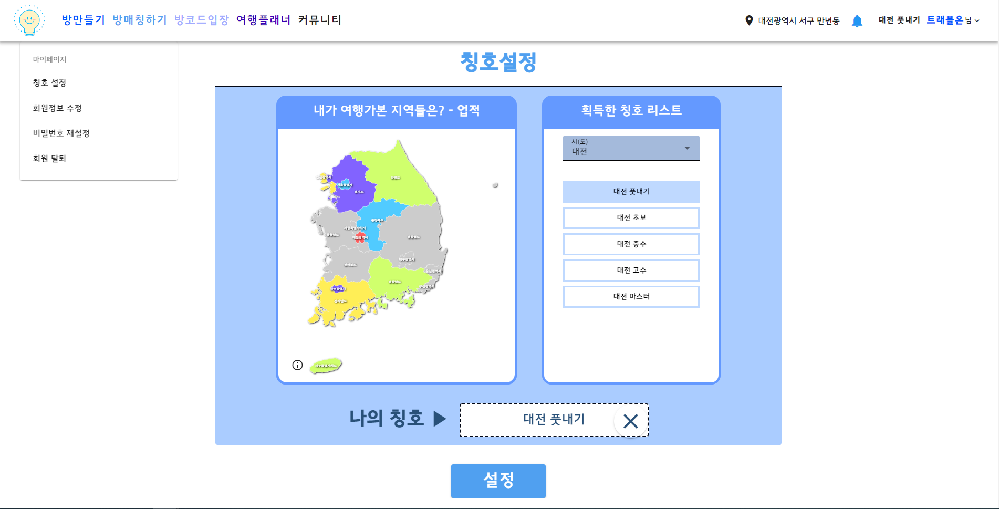 방만들기 방매칭하기 방코드입장 여행플래너 커뮤니티
대전광역시 서구 만년동
대전 풋내기 트래블온님
마이페이지
칭호 설정
회원정보 수정
비밀번호 재설정
회원 탈퇴
칭호설정
내가 여행가본 지역들은? - 업적
강원도
인천광역시
서울특별시
경기도
충청북도
세종특별자치시
충청남도
대전광역시
경상북도
대구광역시
전라북도
울산광역시
경상남도
부산광역시
광주광역시
전라남도
제주특별자치도
획득한 칭호 리스트
시(도)
대전
대전 풋내기
대전 초보
대전 중수
대전 고수
대전 마스터
나의 칭호 ▶
대전 풋내기
설정